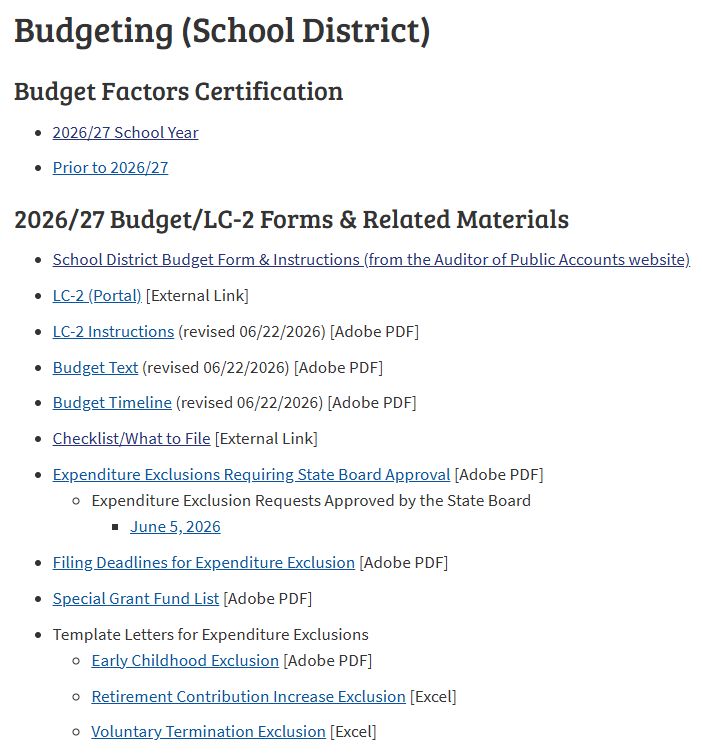 Budgeting (School District)
Budget Factors Certification
2026/27 School Year
Prior to 2026/27
2026/27 Budget/LC-2 Forms & Related Materials
School District Budget Form & Instructions (from the Auditor of Public Accounts website)
LC-2 (Portal) [External Link]
LC-2 Instructions (revised 06/22/2026) [Adobe PDF]
Budget Text (revised 06/22/2026) [Adobe PDF]
Budget Timeline (revised 06/22/2026) [Adobe PDF]
Checklist/What to File [External Link]
Expenditure Exclusions Requiring State Board Approval [Adobe PDF]
Expenditure Exclusion Requests Approved by the State Board
June 5, 2026
Filing Deadlines for Expenditure Exclusion [Adobe PDF]
Special Grant Fund List [Adobe PDF]
Template Letters for Expenditure Exclusions
Early Childhood Exclusion [Adobe PDF]
Retirement Contribution Increase Exclusion [Excel]
Voluntary Termination Exclusion [Excel]